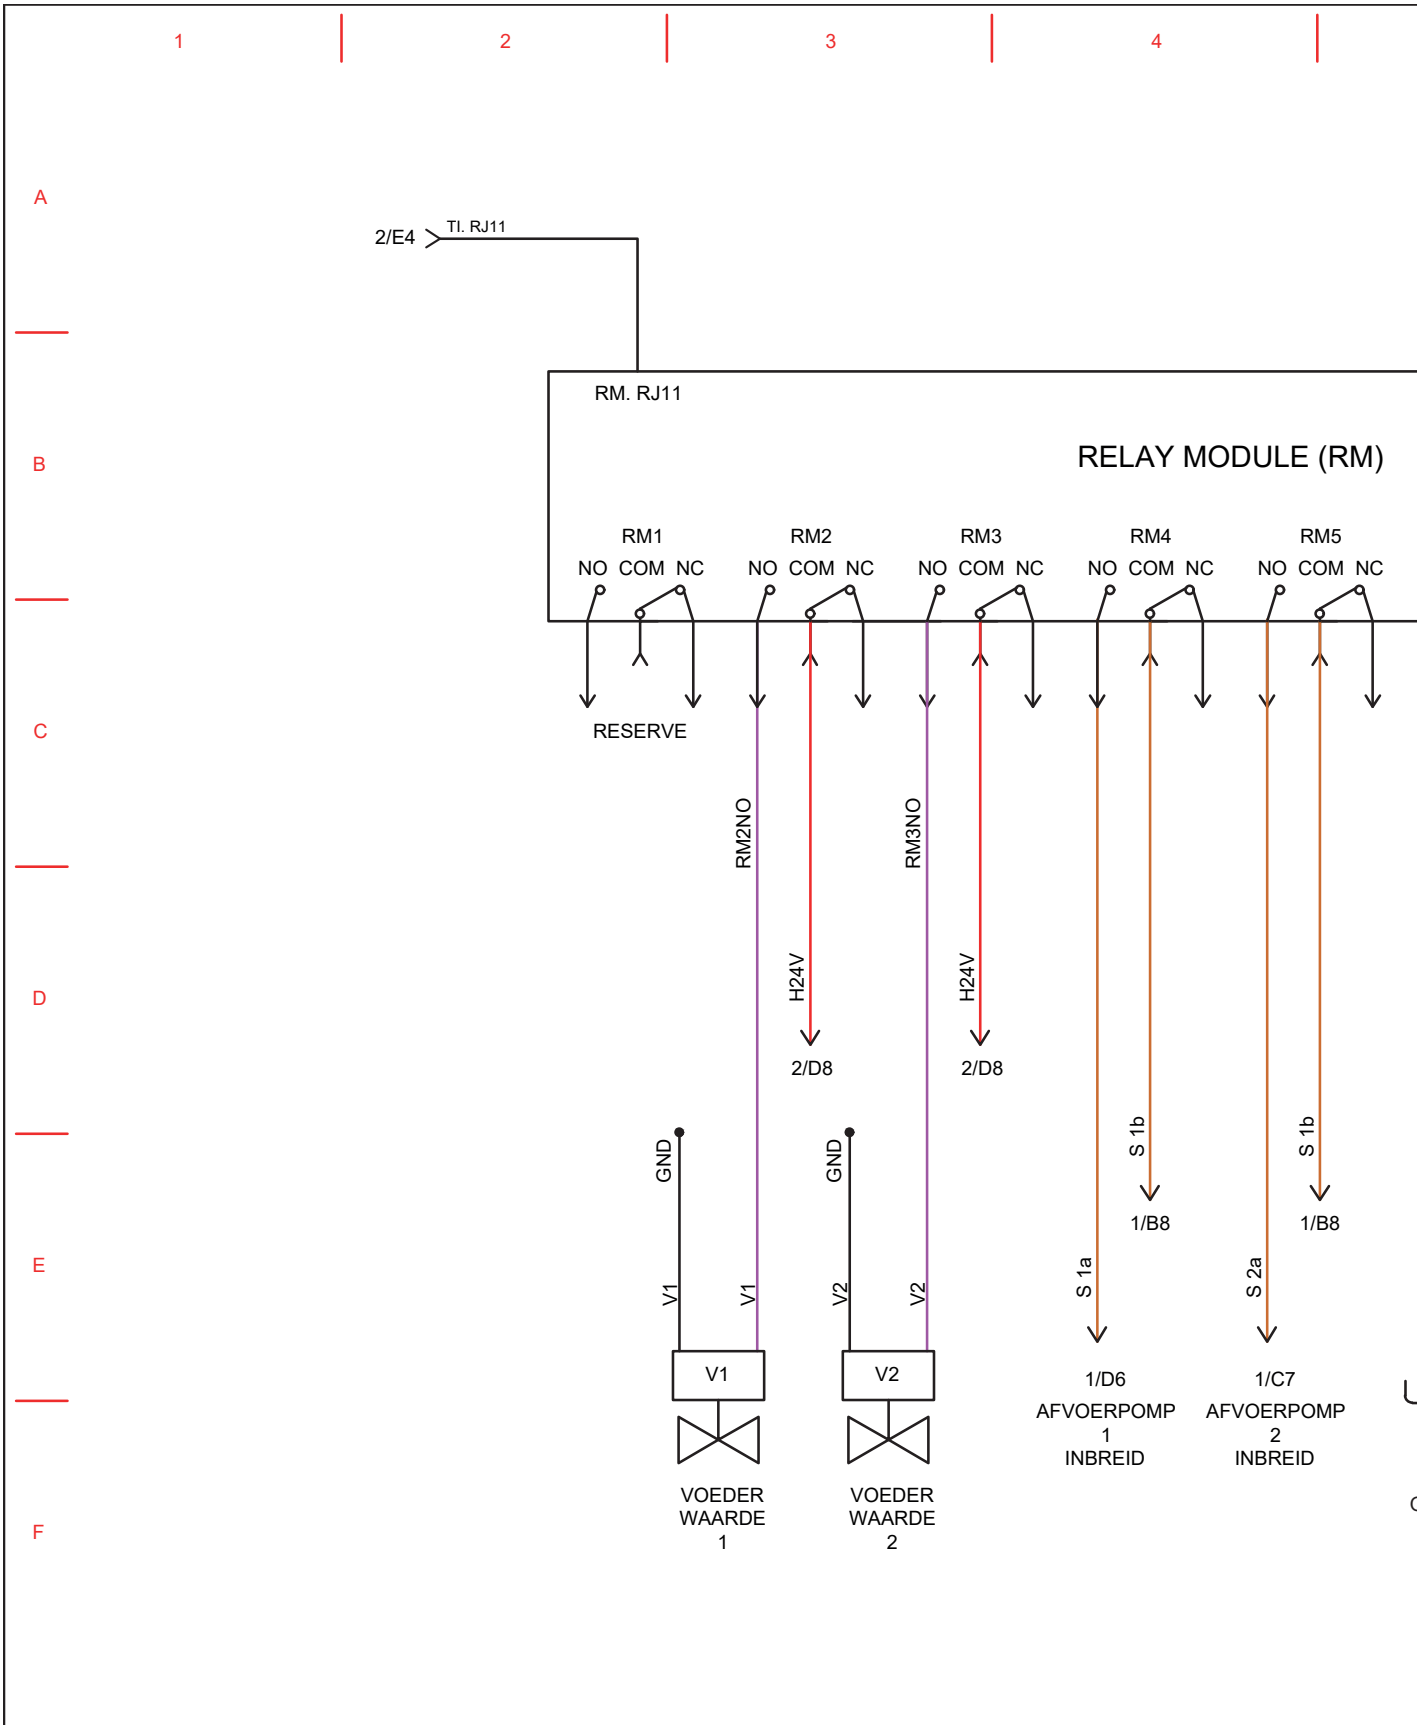 1 2 3 4
A
2/E4 TI. RJ11
RM. RJ11
B
RELAY MODULE (RM)
RM1 RM2 RM3 RM4 RM5
NO COM NC NO COM NC NO COM NC NO COM NC NO COM NC
C
RESERVE
RM2NO RM3NO
D
H24V H24V
2/D8 2/D8
GND GND S 1b S 1b
1/B8 1/B8
E
V1 V1 V2 V2 S 1a S 2a
V1 V2 1/D6 1/C7
AFVOERPOMP AFVOERPOMP
1 2
INBREID INBREID
VOEDER VOEDER
WAARDE WAARDE
1 2
F